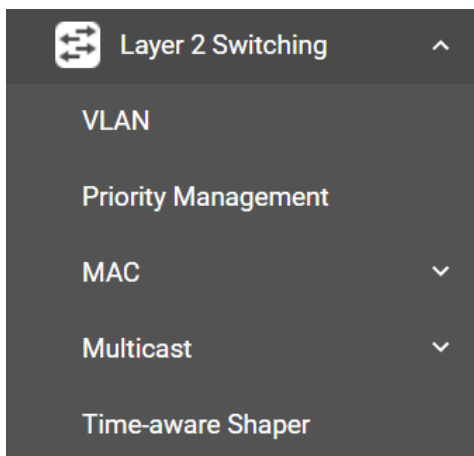 Layer 2 Switching
VLAN
Priority Management
MAC
Multicast
Time-aware Shaper